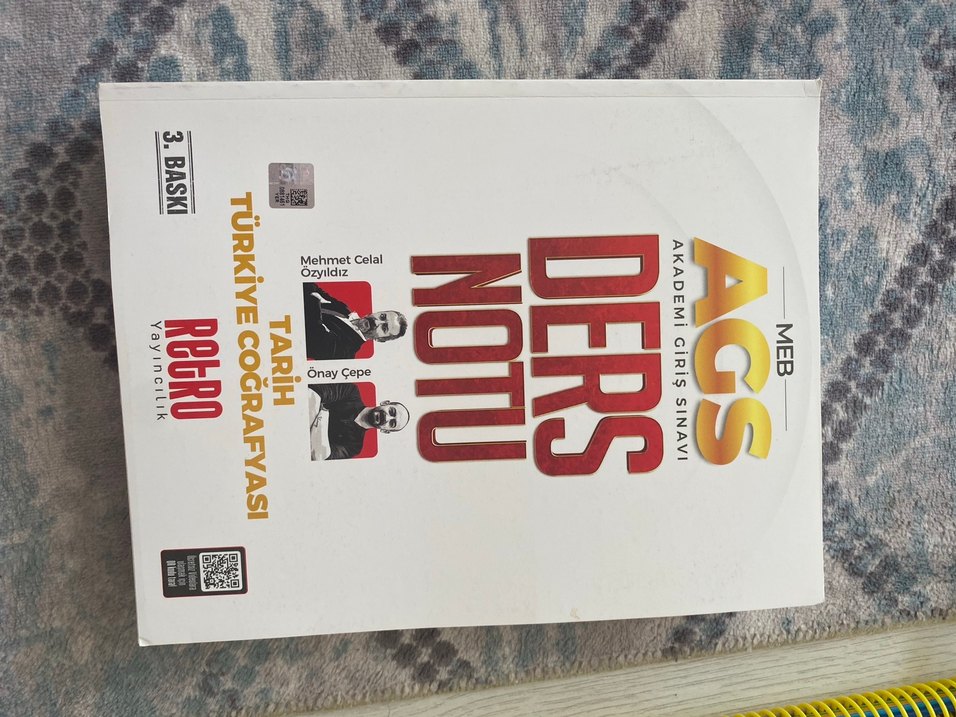 MEB
AGS
AKADEMİ GİRİŞ SINAVI
DERS
NOTU
Mehmet Celal
Özyıldız
Önay Çepe
TARİH
TÜRKİYE COĞRAFYASI
RetRO
Yayıncılık
3. BASKI